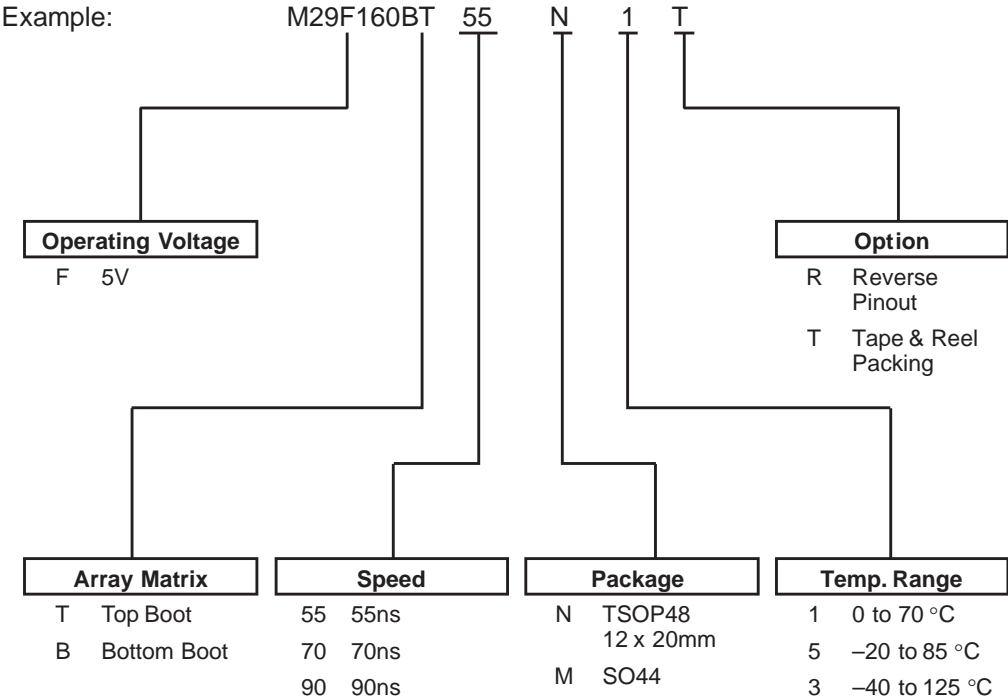 Example: M29F160BT 55 N 1 T
Operating Voltage
F 5V
Option
R Reverse
Pinout
T Tape & Reel
Packing
Array Matrix
T Top Boot
B Bottom Boot
Speed
55 55ns
70 70ns
90 90ns
Package
N TSOP48
12 x 20mm
M SO44
Temp. Range
1 0 to 70 °C
5 –20 to 85 °C
3 –40 to 125 °C